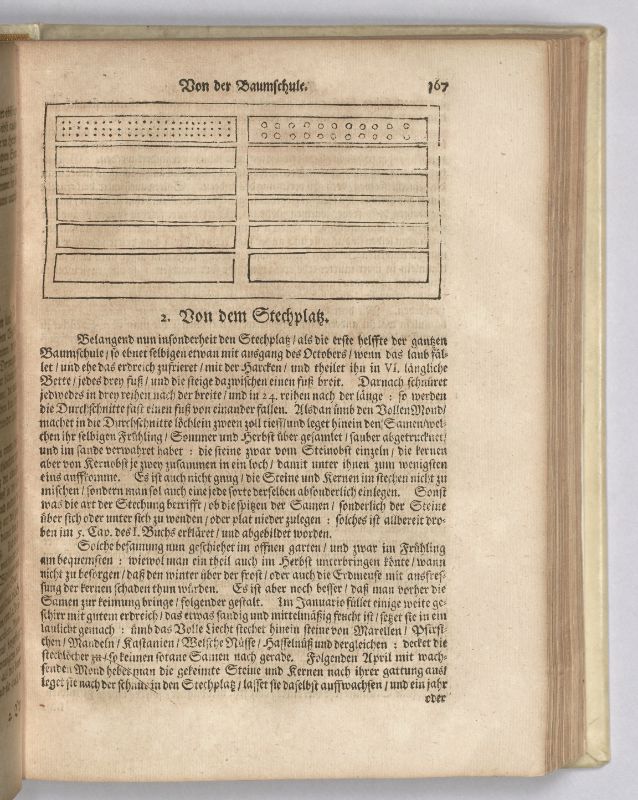 Von der Baumschule. 167
2. Von dem Stechplatz.
Belangend nun insonderheit den Stechplatz / als die erste helffte der gantzen
Baumschule / so ebnet selbigen etwan mit ausgang des Octobers / wenn das laub fäl-
let / und ehe das erdreich zufrieret / mit der Harcken / und theilet ihn in VI. längliche
Bette / jedes drey fuß / und die steige dazwischen einen fuß breit. Darnach schnüret
jedwedes in drey reihen nach der breite / und in 24. reihen nach der länge : so werden
die Durchschnitte fast einen fuß von einander fallen. Alsdan ümb den Vollen Mond /
machet in die Durchschnitte löchlein zween zoll tieff / und leget hinein den Samen / wel-
chen ihr selbigen Frühling / Sommer und Herbst über gesamlet / sauber abgetrucknet /
und im sande verwahret habet : die steine zwar vom Steinobst einzeln / die kernen
aber von Kernobst je zwey zusammen in ein loch / damit unter ihnen zum wenigsten
eins auffkomme. Es ist auch nicht gnug / die Steine und Kernen im stechen nicht zu
mischen / sondern man sol auch eine jede sorte derselben absonderlich einlegen. Sonst
was die art der Stechung betrifft / ob die spitzen der Samen / sonderlich der Steine
über sich oder unter sich zu wenden / oder plat nieder zulegen : solches ist allbereit dro-
ben im 5. Cap. des I. Buchs erkläret / und abgebildet worden.
Solche besamung nun geschiehet im offnen garten / und zwar im Frühling
am bequemsten : wiewol man ein theil auch im Herbst unterbringen könte / wann
nicht zu besorgen / daß den winter über der frost / oder auch die Erdmeuse mit ausfres-
sung der kernen schaden thun würden. Es ist aber noch besser / daß man vorher die
Samen zur keimung bringe / folgender gestalt. Im Januario füllet einige weite ge-
schirr mit gutem erdreich / das etwas sandig und mittelmäßig feucht ist / setzet sie in ein
laulicht gemach : ümb das Volle Liecht stechet hinein steine von Marellen / Pfirsi-
chen / Mandeln / Kastanien / Welsche Nüsse / Hasselnüß und dergleichen : decket die
stechlöcher zu / so keimen sotane Samen nach gerade. Folgenden April mit wach-
senden Mond hebet man die gekeimte Steine und Kernen nach ihrer gattung aus /
leget sie nach der schnur in den Stechplatz / lasset sie daselbst auffwachsen / und ein jahr
oder